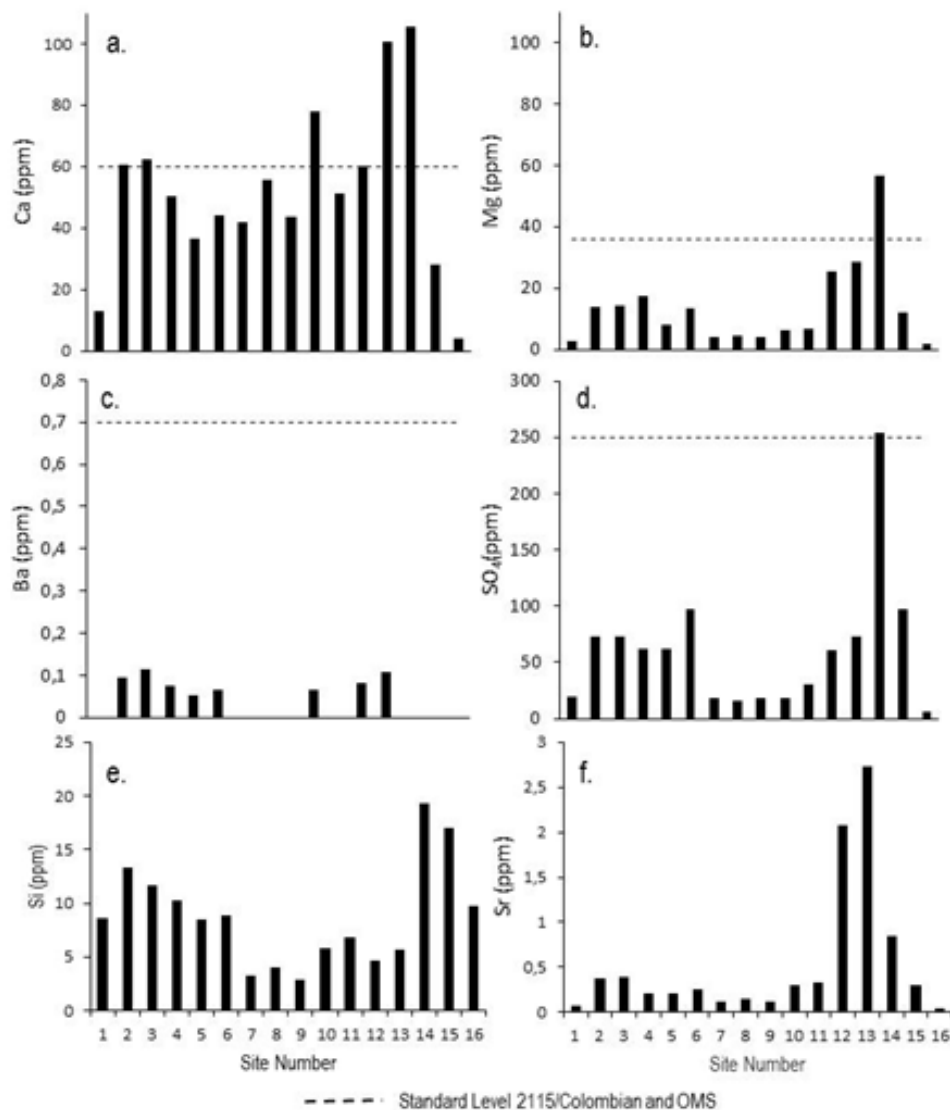 a.
100
80
60
40
20
0
Ca (ppm)
b.
100
80
60
40
20
0
Mg (ppm)
c.
0,8
0,7
0,6
0,5
0,4
0,3
0,2
0,1
0
Ba (ppm)
d.
300
250
200
150
100
50
0
SO₄(ppm)
e.
25
20
15
10
5
0
Si (ppm)
1 2 3 4 5 6 7 8 9 10 11 12 13 14 15 16
Site Number
f.
3
2,5
2
1,5
1
0,5
0
Sr (ppm)
1 2 3 4 5 6 7 8 9 10 11 12 13 14 15 16
Site Number
Standard Level 2115/Colombian and OMS